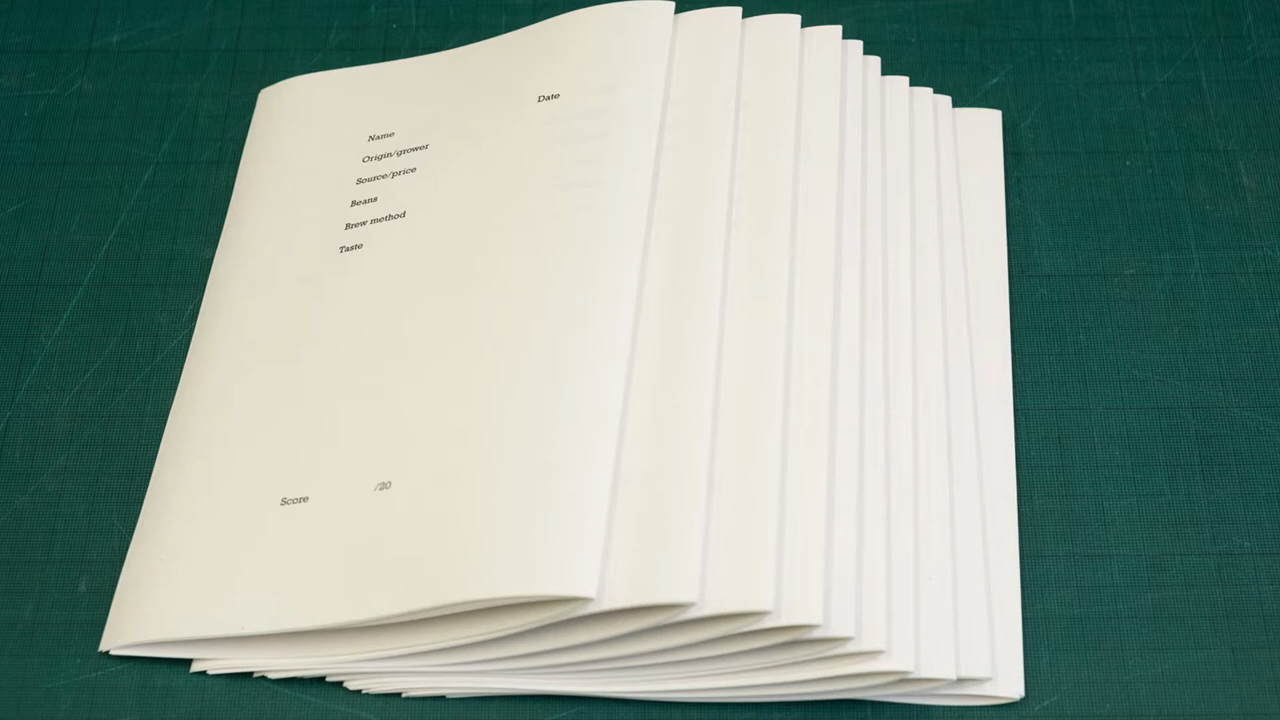 Date
Name
Origin/grower
Source/price
Beans
Brew method
Taste
Score /20